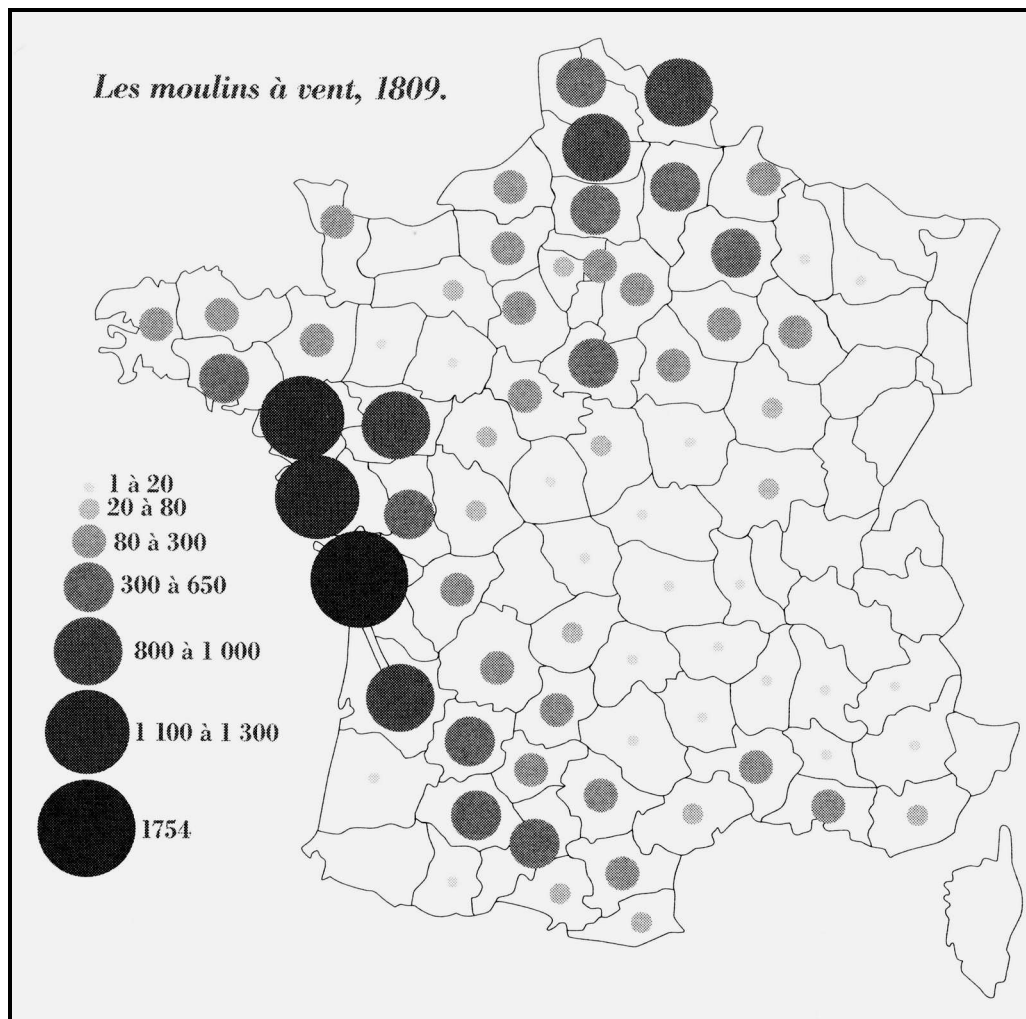 Les moulins à vent, 1809.
1 à 20
20 à 80
80 à 300
300 à 650
800 à 1 000
1 100 à 1 300
1754